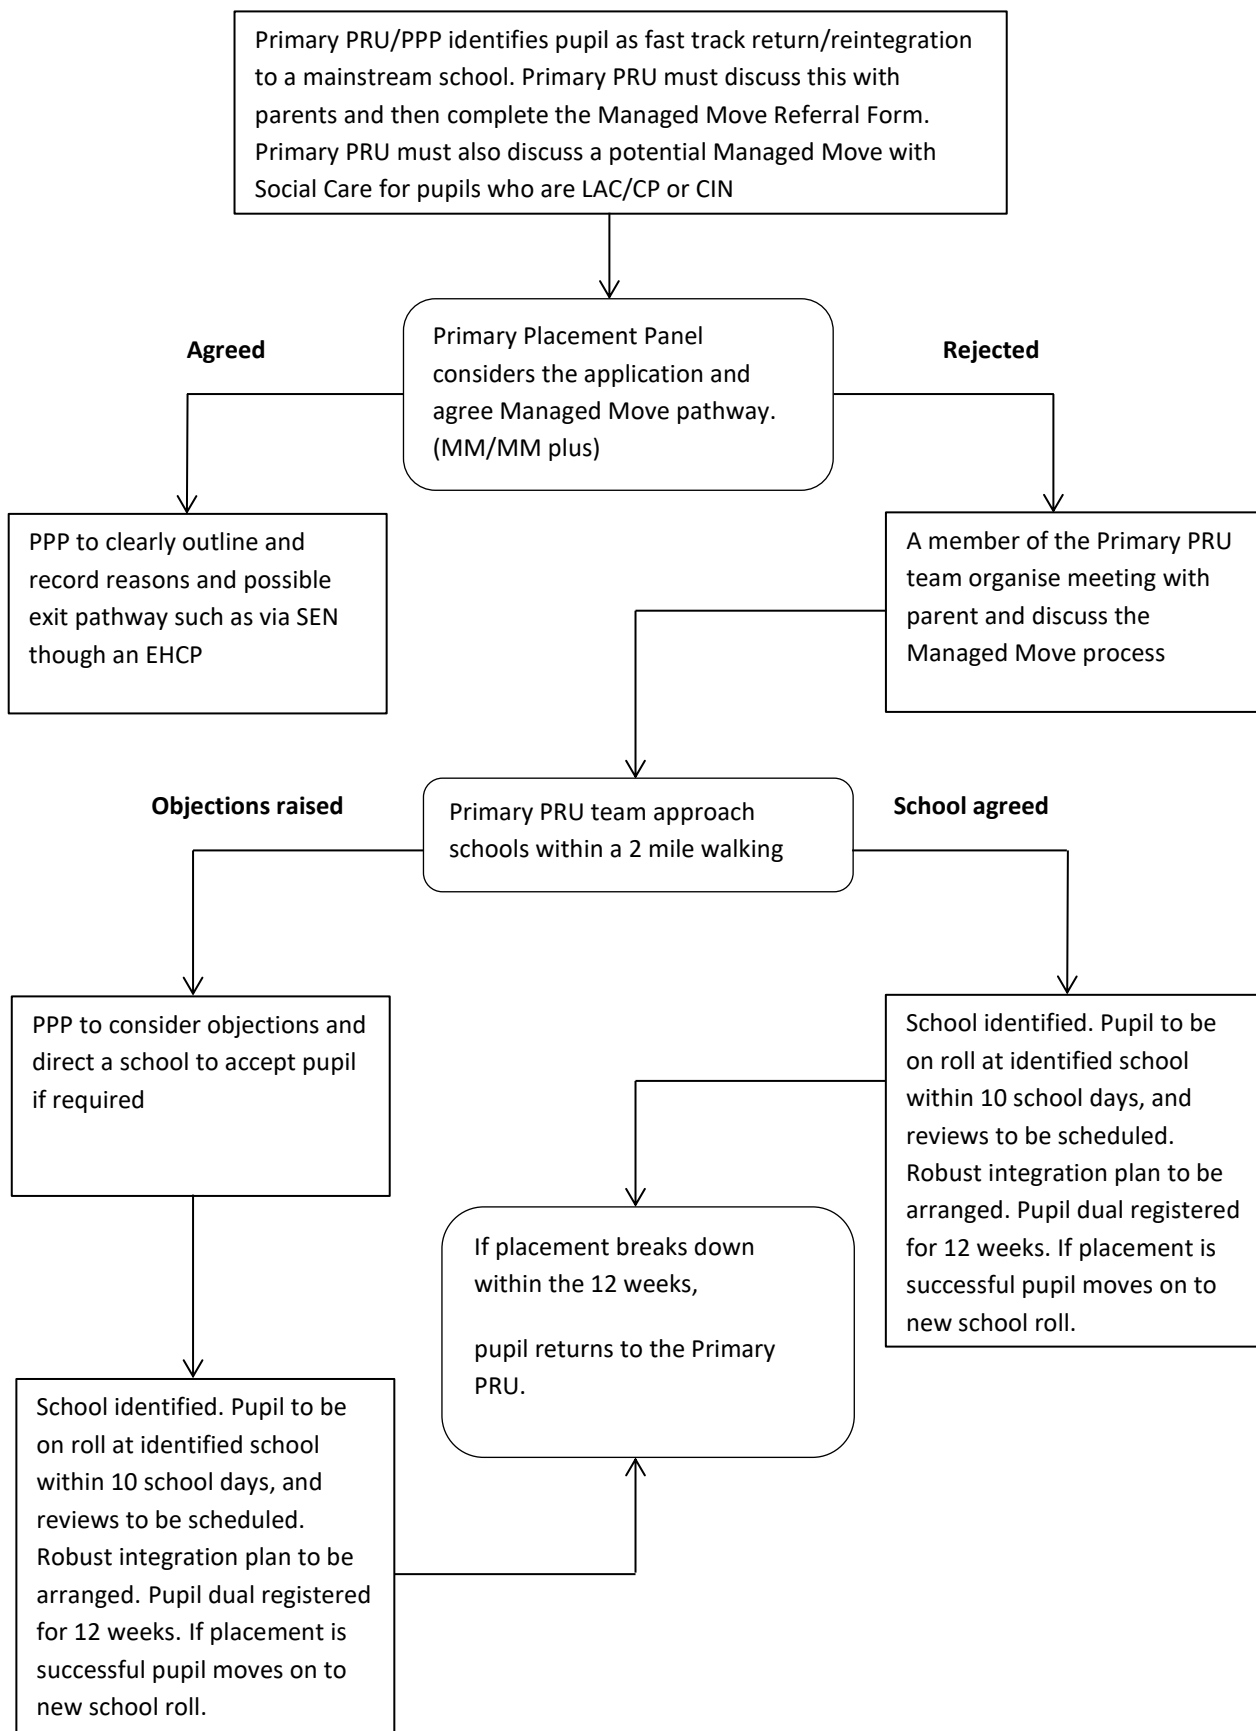 Primary PRU/PPP identifies pupil as fast track return/reintegration
to a mainstream school. Primary PRU must discuss this with
parents and then complete the Managed Move Referral Form.
Primary PRU must also discuss a potential Managed Move with
Social Care for pupils who are LAC/CP or CIN
Agreed
Primary Placement Panel
considers the application and
agree Managed Move pathway.
(MM/MM plus)
Rejected
PPP to clearly outline and
record reasons and possible
exit pathway such as via SEN
though an EHCP
A member of the Primary PRU
team organise meeting with
parent and discuss the
Managed Move process
Objections raised
Primary PRU team approach
schools within a 2 mile walking
School agreed
PPP to consider objections and
direct a school to accept pupil
if required
School identified. Pupil to be
on roll at identified school
within 10 school days, and
reviews to be scheduled.
Robust integration plan to be
arranged. Pupil dual registered
for 12 weeks. If placement is
successful pupil moves on to
new school roll.
If placement breaks down
within the 12 weeks,
pupil returns to the Primary
PRU.
School identified. Pupil to be
on roll at identified school
within 10 school days, and
reviews to be scheduled.
Robust integration plan to be
arranged. Pupil dual registered
for 12 weeks. If placement is
successful pupil moves on to
new school roll.